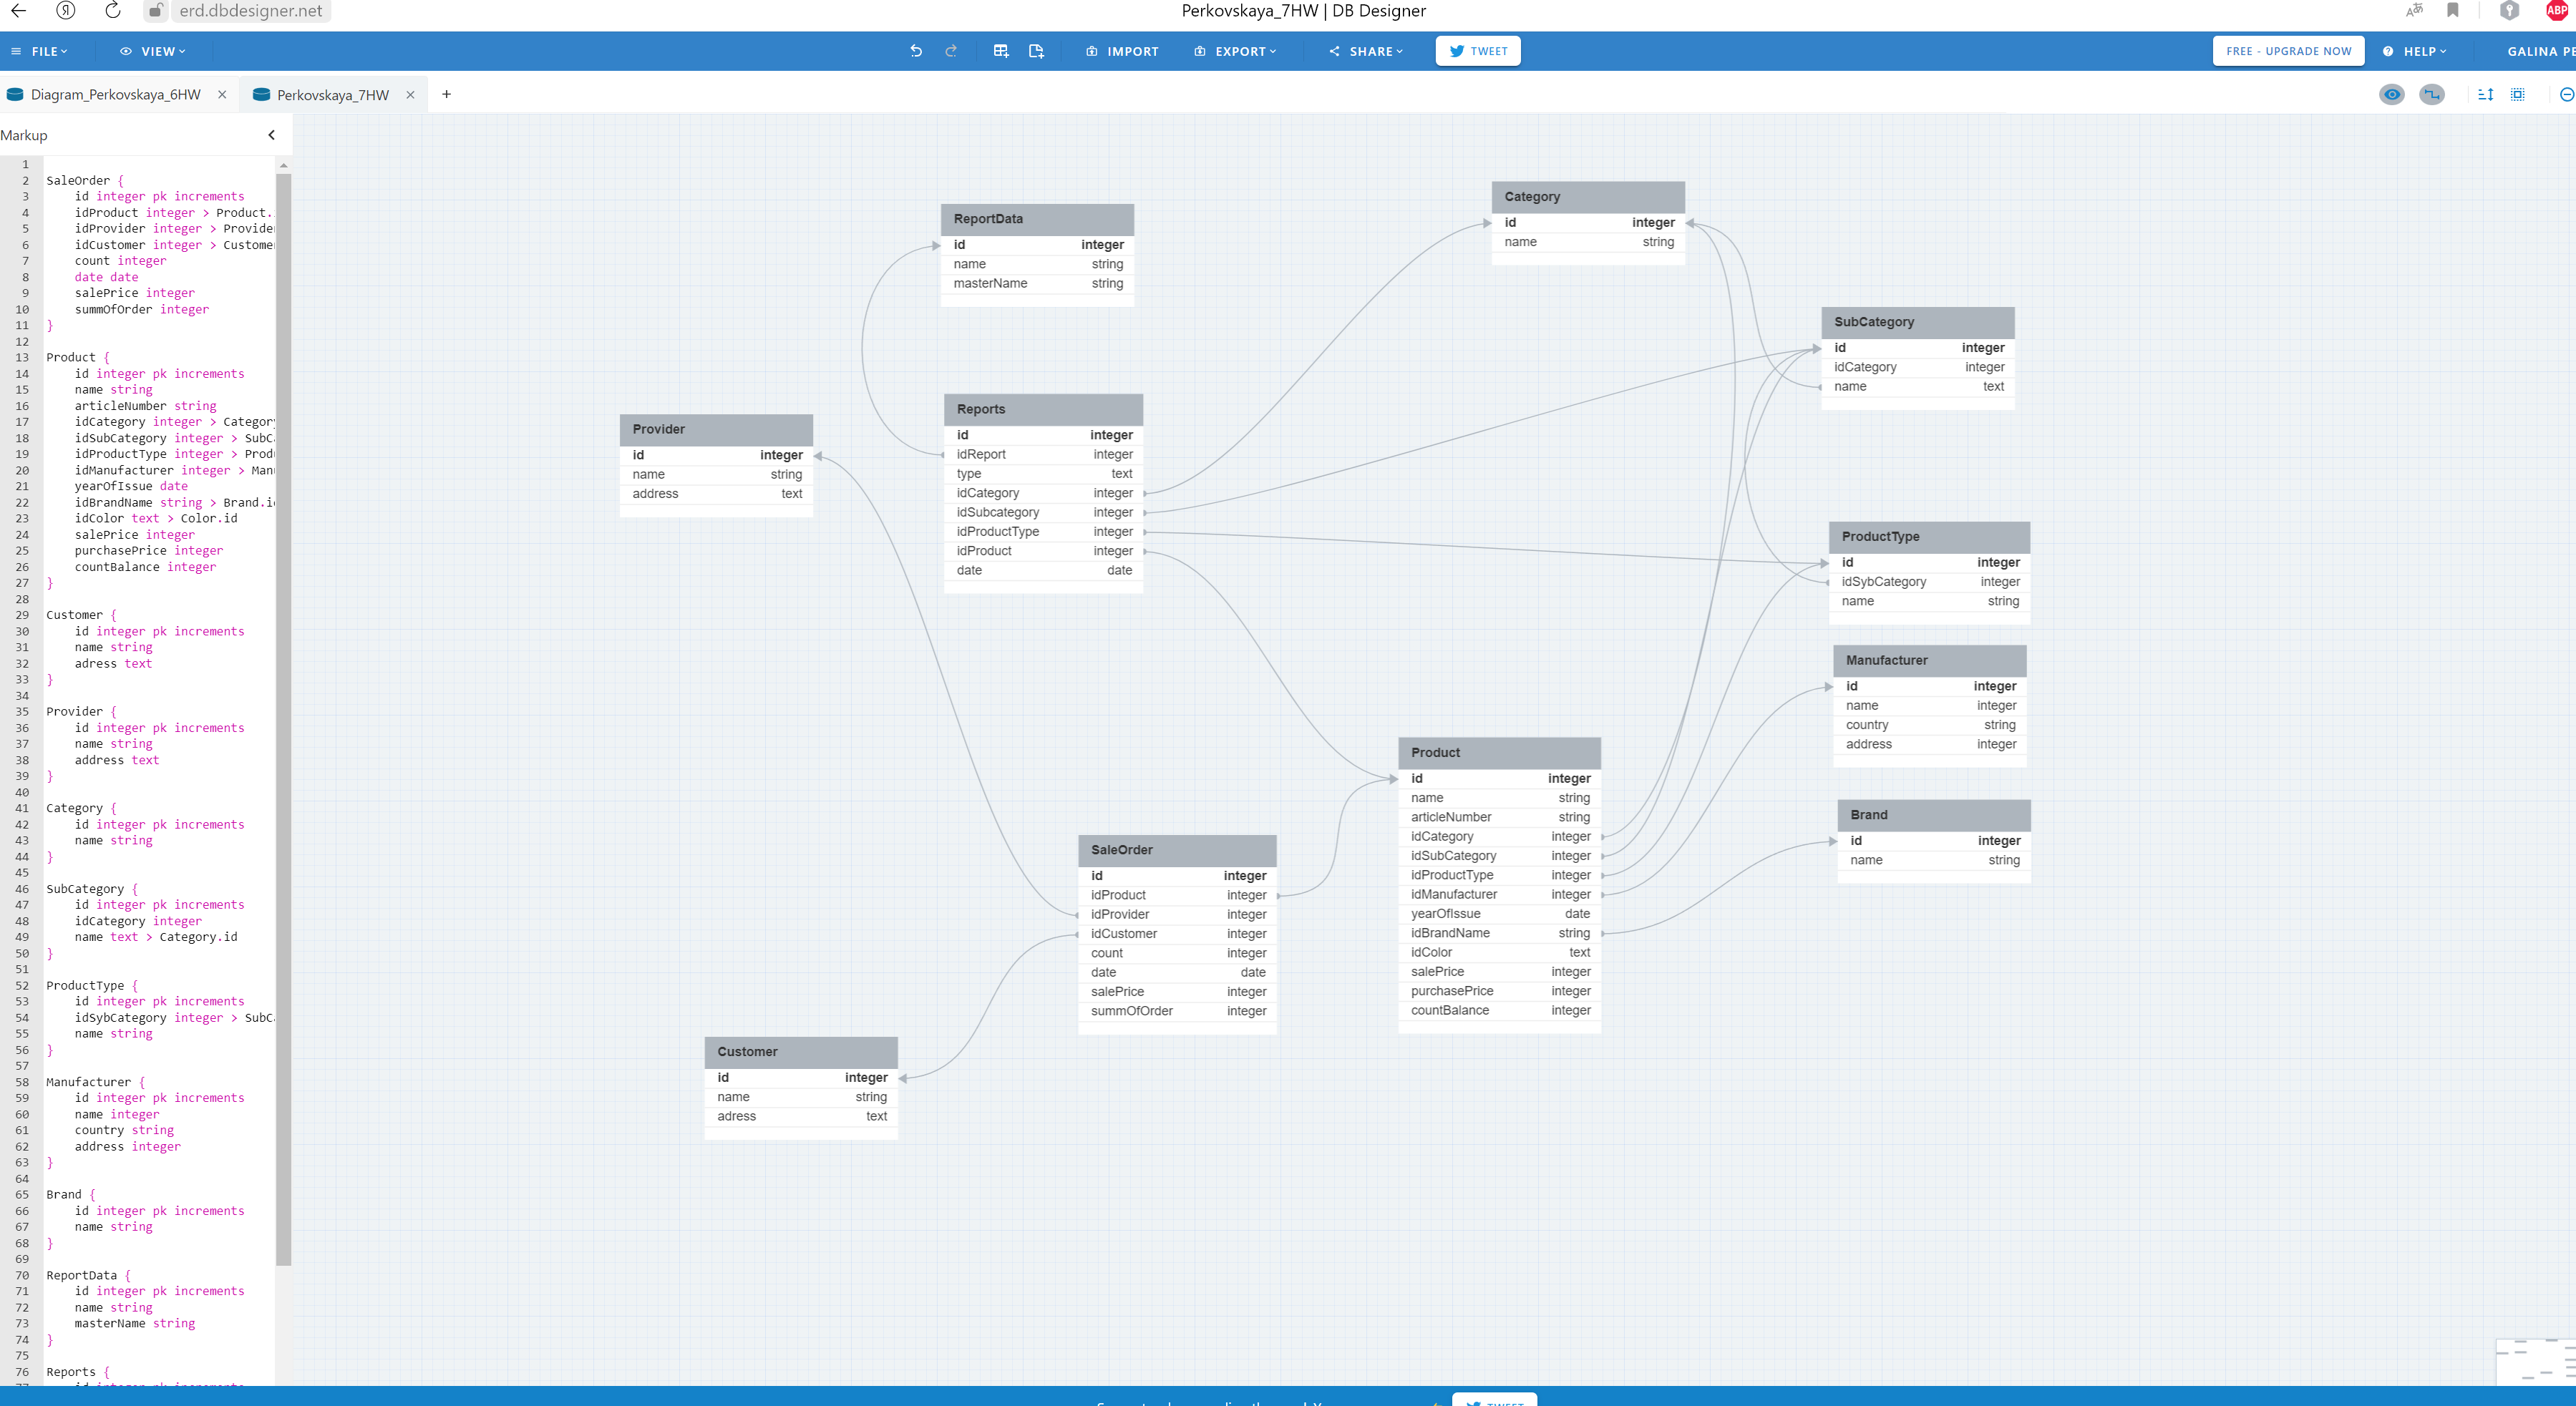 erd.dbdesigner.net
Perkovskaya_7HW | DB Designer
ABP
FILE
VIEW
IMPORT
EXPORT
SHARE
TWEET
FREE - UPGRADE NOW
HELP
GALINA PE
Diagram_Perkovskaya_6HW
Perkovskaya_7HW
Markup
1
2 SaleOrder {
3 id integer pk increments
4 idProduct integer > Product.
5 idProvider integer > Provide
6 idCustomer integer > Custome
7 count integer
8 date date
9 salePrice integer
10 summOfOrder integer
11 }
12
13 Product {
14 id integer pk increments
15 name string
16 articleNumber string
17 idCategory integer > Category
18 idSubCategory integer > SubC
19 idProductType integer > Prod
20 idManufacturer integer > Man
21 yearOfIssue date
22 idBrandName string > Brand.i
23 idColor text > Color.id
24 salePrice integer
25 purchasePrice integer
26 countBalance integer
27 }
28
29 Customer {
30 id integer pk increments
31 name string
32 adress text
33 }
34
35 Provider {
36 id integer pk increments
37 name string
38 address text
39 }
40
41 Category {
42 id integer pk increments
43 name string
44 }
45
46 SubCategory {
47 id integer pk increments
48 idCategory integer
49 name text > Category.id
50 }
51
52 ProductType {
53 id integer pk increments
54 idSybCategory integer > SubC
55 name string
56 }
57
58 Manufacturer {
59 id integer pk increments
60 name integer
61 country string
62 address integer
63 }
64
65 Brand {
66 id integer pk increments
67 name string
68 }
69
70 ReportData {
71 id integer pk increments
72 name string
73 masterName string
74 }
75
76 Reports {
Category
id integer
name string
ReportData
id integer
name string
masterName string
SubCategory
id integer
idCategory integer
name text
Reports
id integer
idReport integer
type text
idCategory integer
idSubcategory integer
idProductType integer
idProduct integer
date date
Provider
id integer
name string
address text
ProductType
id integer
idSybCategory integer
name string
Manufacturer
id integer
name integer
country string
address integer
Product
id integer
name string
articleNumber string
idCategory integer
idSubCategory integer
idProductType integer
idManufacturer integer
yearOfIssue date
idBrandName string
idColor text
salePrice integer
purchasePrice integer
countBalance integer
Brand
id integer
name string
SaleOrder
id integer
idProduct integer
idProvider integer
idCustomer integer
count integer
date date
salePrice integer
summOfOrder integer
Customer
id integer
name string
adress text